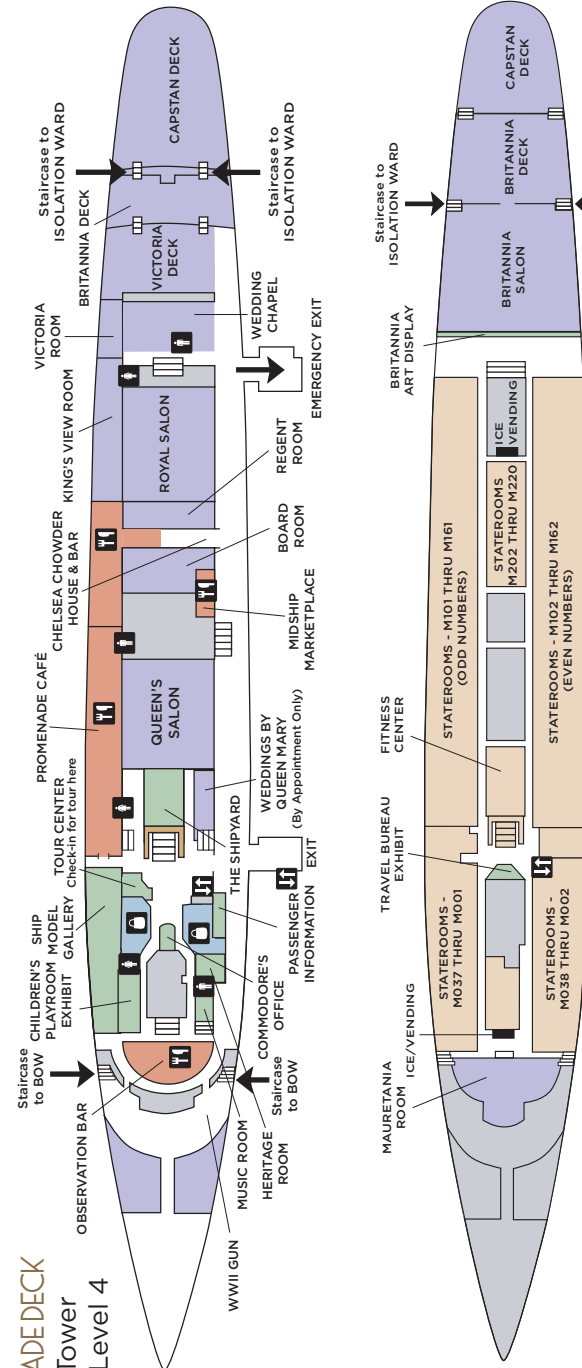 ADE DECK
Tower
Level 4
CAPSTAN DECK
Staircase to
ISOLATION WARD
Staircase to
ISOLATION WARD
BRITANNIA DECK
VICTORIA
DECK
VICTORIA
ROOM
WEDDING
CHAPEL
EMERGENCY EXIT
KING'S VIEW ROOM
ROYAL SALON
REGENT
ROOM
CHELSEA CHOWDER
HOUSE & BAR
BOARD
ROOM
MIDSHIP
MARKETPLACE
PROMENADE CAFÉ
QUEEN'S
SALON
WEDDINGS BY
QUEEN MARY
(By Appointment Only)
TOUR CENTER
Check-in for tour here
THE SHIPYARD
EXIT
SHIP
MODEL
GALLERY
PASSENGER
INFORMATION
CHILDREN'S
PLAYROOM
EXHIBIT
COMMODORE'S
OFFICE
Staircase
to BOW
Staircase
to BOW
OBSERVATION BAR
MUSIC ROOM
HERITAGE
ROOM
WWII GUN
CAPSTAN
DECK
BRITANNIA
DECK
Staircase to
ISOLATION WARD
BRITANNIA
SALON
BRITANNIA
ART DISPLAY
ICE
VENDING
STATEROOMS
M202 THRU M220
STATEROOMS - M101 THRU M161
(ODD NUMBERS)
STATEROOMS - M102 THRU M162
(EVEN NUMBERS)
FITNESS
CENTER
TRAVEL BUREAU
EXHIBIT
STATEROOMS -
M037 THRU M001
STATEROOMS -
M038 THRU M002
ICE/VENDING
MAURETANIA
ROOM